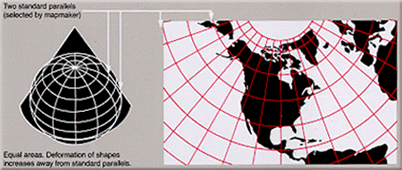 Two standard parallels
(selected by mapmaker)
Equal areas. Deformation of shapes
increases away from standard parallels.